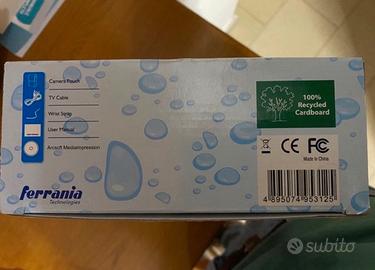 Camera Pouch
TV Cable
Wrist Strap
User Manual
Arcsoft MediaImpression
100%
Recycled
Cardboard
CE FC
Made in China
ferrania
Technologies
4 895074 953125
subito